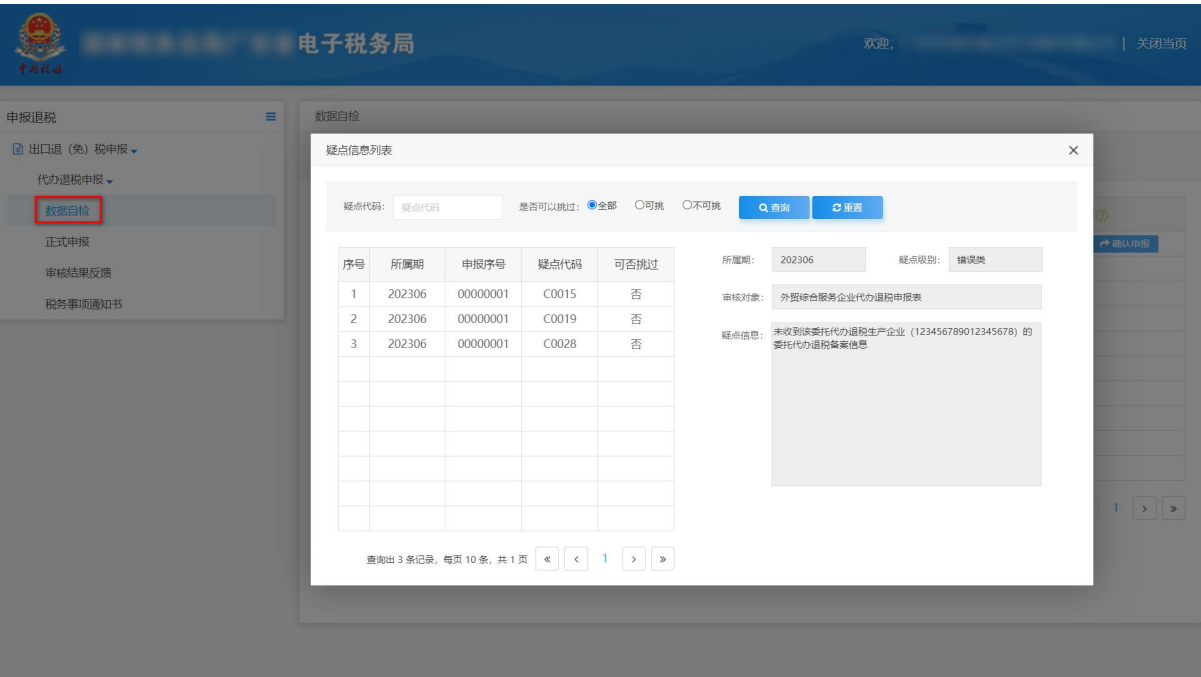 电子税务局
欢迎,
| 关闭当页
中国税务
申报退税
出口退（免）税申报
代办退税申报
数据自检
正式申报
审核结果反馈
税务事项通知书
数据自检
确认申报
1 > »
疑点信息列表 ×
疑点代码: 疑点代码 是否可以挑过: 全部 可挑 不可挑 查询 重置
序号 所属期 申报序号 疑点代码 可否挑过
1 202306 00000001 C0015 否
2 202306 00000001 C0019 否
3 202306 00000001 C0028 否
查询出 3 条记录, 每页 10 条, 共 1 页 « < 1 > »
所属期: 202306 疑点级别: 错误类
审核对象: 外贸综合服务企业代办退税申报表
疑点信息: 未收到该委托代办退税生产企业（123456789012345678）的
委托代办退税备案信息